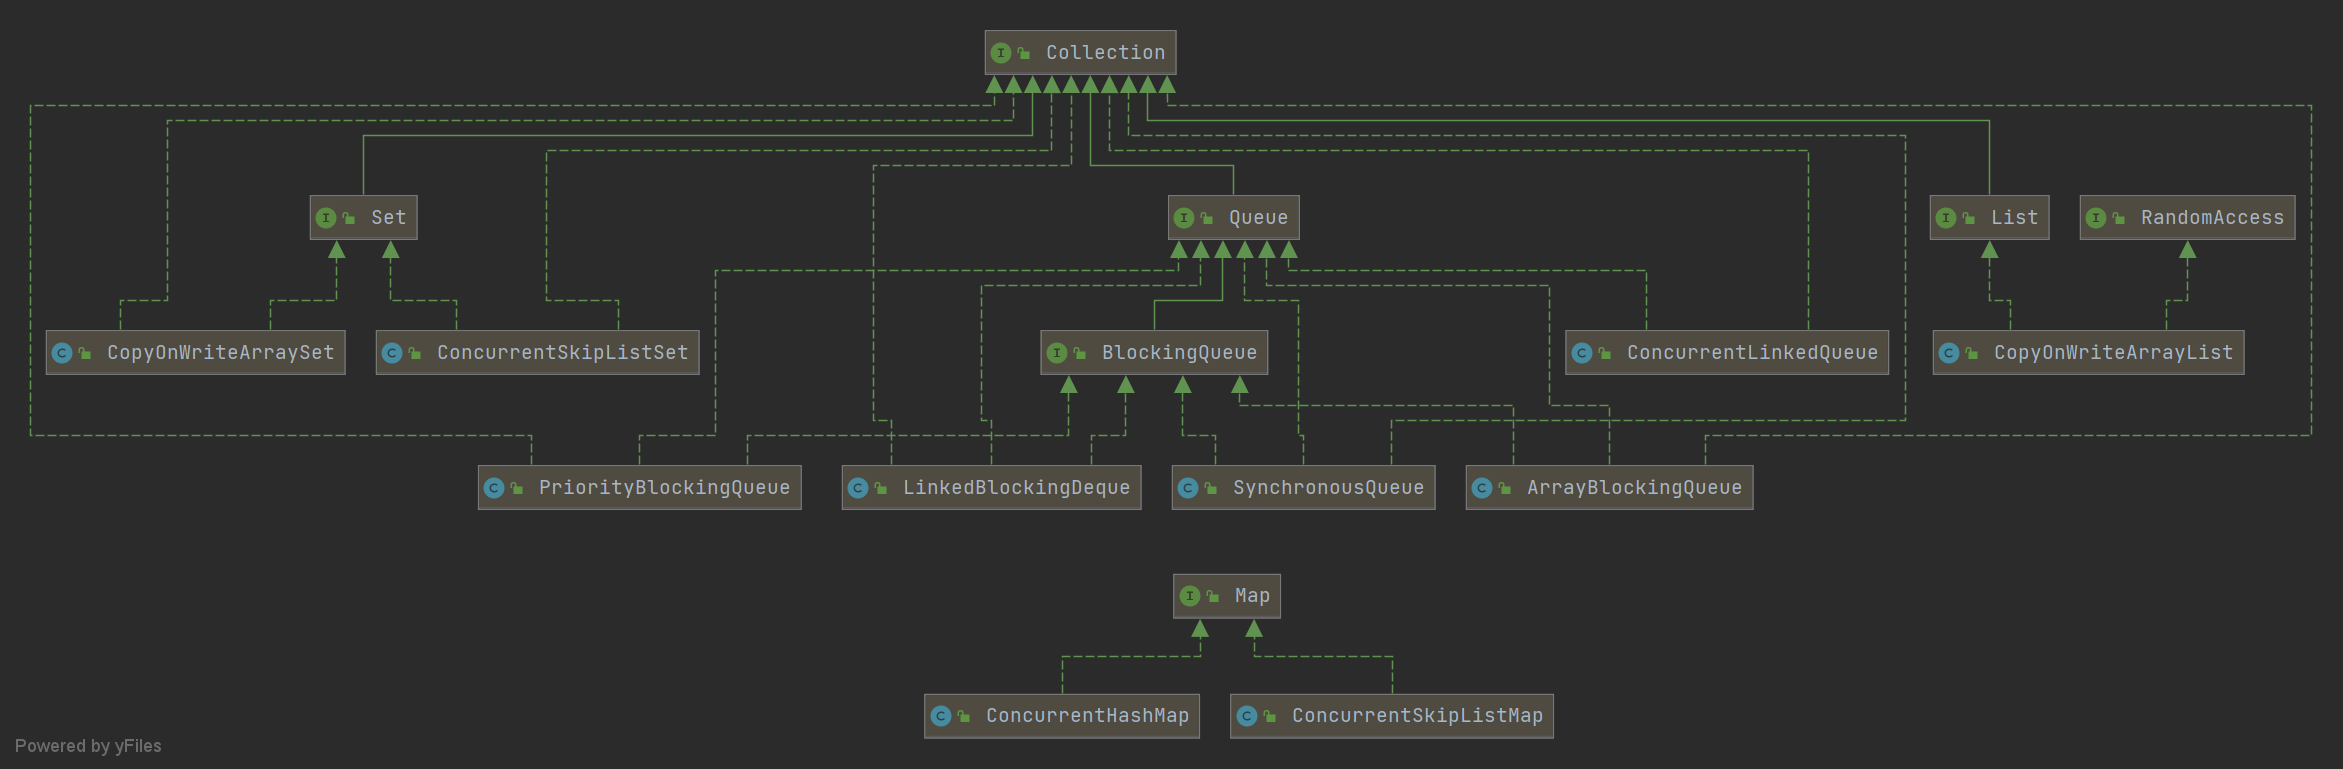 Collection
Set
Queue
List
RandomAccess
CopyOnWriteArraySet
ConcurrentSkipListSet
BlockingQueue
ConcurrentLinkedQueue
CopyOnWriteArrayList
PriorityBlockingQueue
LinkedBlockingDeque
SynchronousQueue
ArrayBlockingQueue
Map
ConcurrentHashMap
ConcurrentSkipListMap
Powered by yFiles